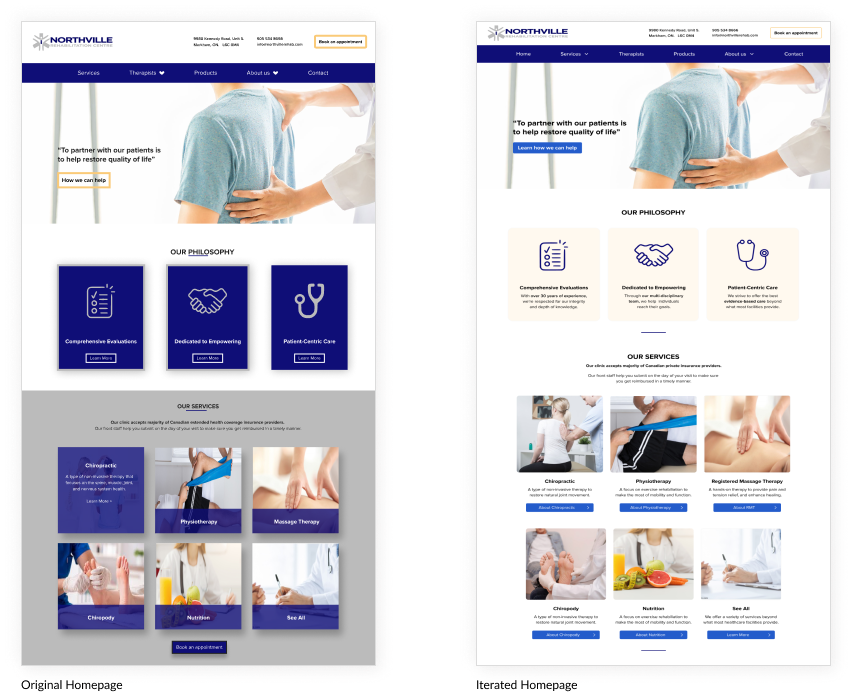 NORTHVILLE
REHABILITATION CENTRE
9980 Kennedy Road, Unit 5
Markham, ON. L6C 0M4
905 534 8686
info@northvillerehab.com
Book an appointment
Services
Therapists
Products
About us
Contact
“To partner with our patients is
to help restore quality of life”
How we can help
OUR PHILOSOPHY
Comprehensive Evaluations
Learn More
Dedicated to Empowering
Learn More
Patient-Centric Care
Learn More
OUR SERVICES
Our clinic accepts majority of Canadian extended health coverage insurance providers.
Our front staff help you submit on the day of your visit to make sure you get reimbursed in a timely manner.
Chiropractic
A type of non-invasive therapy that
focuses on the spine, muscle, joint,
and nervous system health.
Learn More >
Physiotherapy
Massage Therapy
Chiropody
Nutrition
See All
Book an appointment
Original Homepage
NORTHVILLE
REHABILITATION CENTRE
9980 Kennedy Road, Unit 5
Markham, ON. L6C 0M4
905 534 8686
info@northvillerehab.com
Book an appointment
Home
Services
Therapists
Products
About us
Contact
“To partner with our patients is
to help restore quality of life”
Learn how we can help
OUR PHILOSOPHY
Comprehensive Evaluations
With over 30 years of experience,
we're respected for our integrity
and depth of knowledge.
Dedicated to Empowering
Through our multi-disciplinary
team, we help individuals
reach their goals.
Patient-Centric Care
We strive to offer the best
evidence-based care beyond
what most facilities provide.
OUR SERVICES
Our clinic accepts majority of Canadian private insurance providers.
Our front staff help you submit on the day of your visit to make sure
you get reimbursed in a timely manner.
Chiropractic
A type of non-invasive therapy to
restore natural joint movement.
About Chiropractic >
Physiotherapy
A focus on exercise rehabilitation to
make the most of mobility and function.
About Physiotherapy >
Registered Massage Therapy
A hands-on therapy to provide pain and
tension relief, and enhance healing.
About RMT >
Chiropody
A type of non-invasive therapy to
restore natural joint movement.
About Chiropody >
Nutrition
A focus on exercise rehabilitation to
make the most of mobility and function.
About Nutrition >
See All
We offer a variety of services beyond
what most healthcare facilities provide.
Learn More >
Iterated Homepage